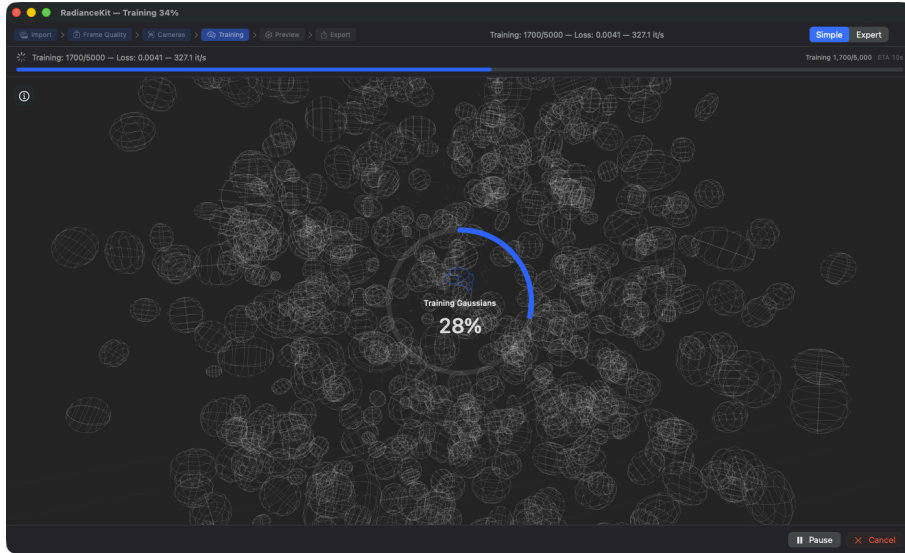 RadianceKit — Training 34%
Import > Frame Quality > Cameras > Training > Preview > Export
Training: 1700/5000 — Loss: 0.0041 — 327.1 it/s
Simple Expert
Training: 1700/5000 — Loss: 0.0041 — 327.1 it/s
Training 1,700/5,000 ETA 10s
Training Gaussians
28%
Pause
Cancel